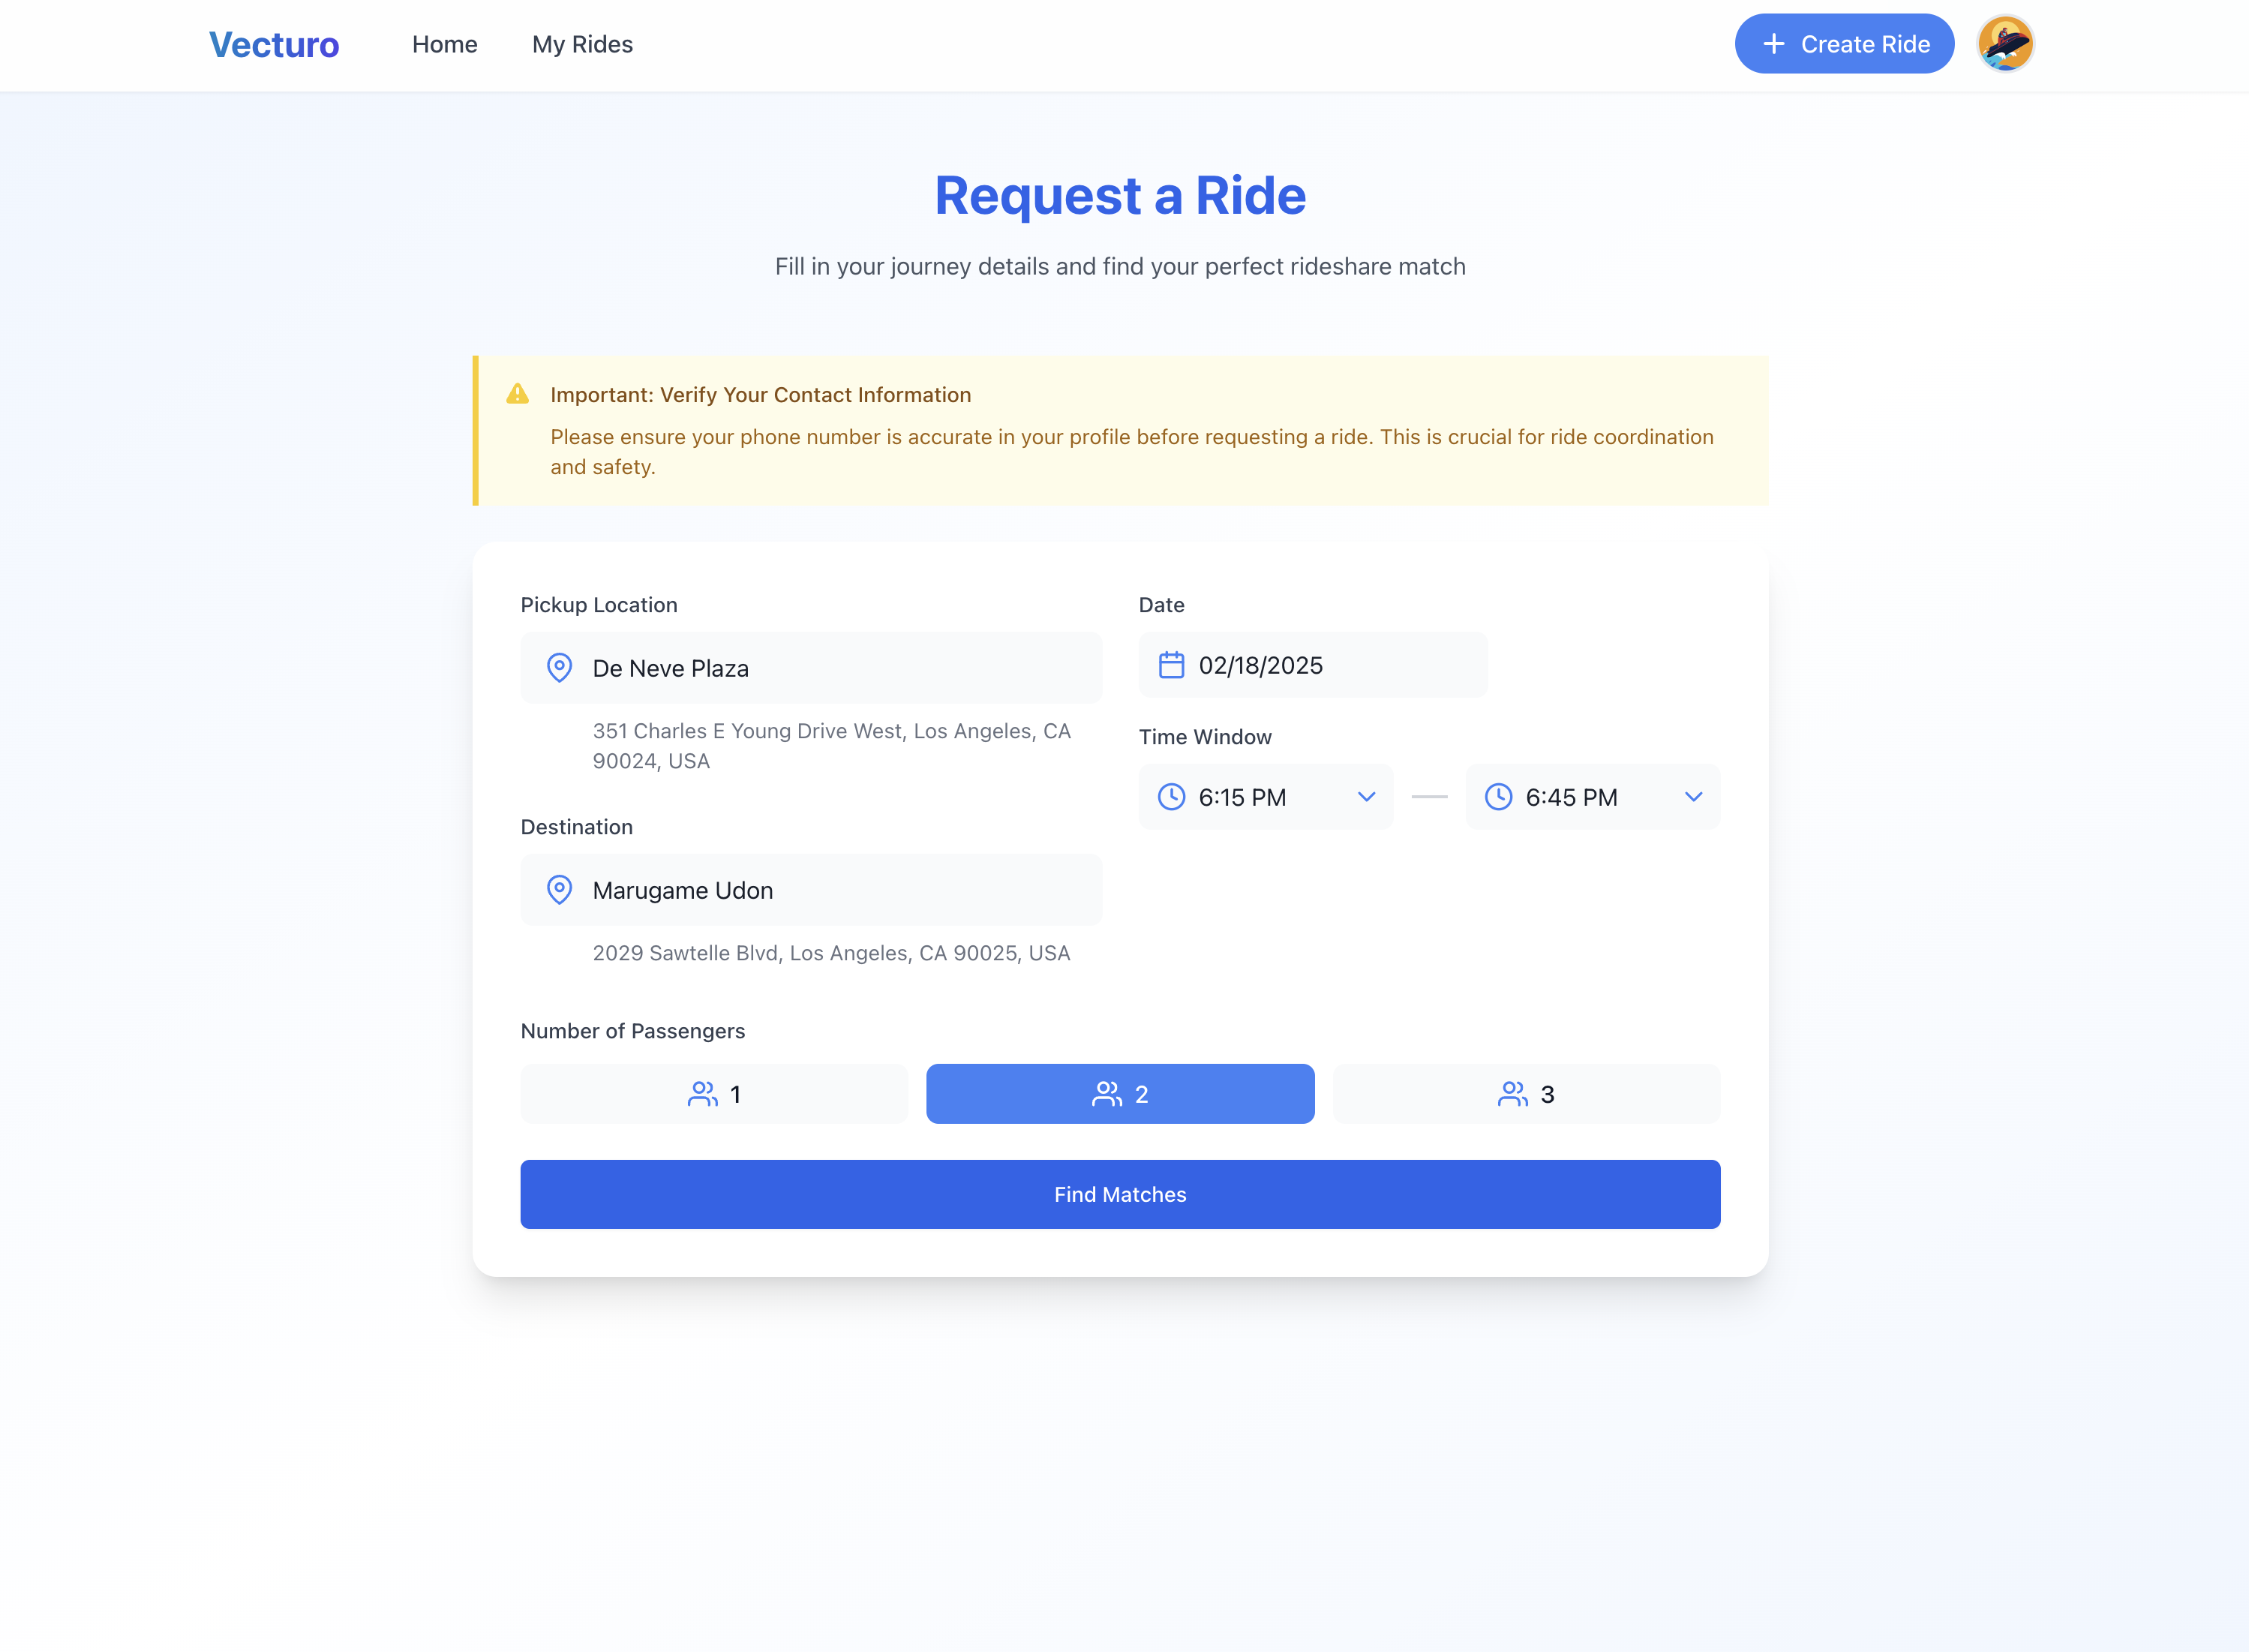 Vecturo
Home
My Rides
Create Ride
Request a Ride
Fill in your journey details and find your perfect rideshare match
Important: Verify Your Contact Information
Please ensure your phone number is accurate in your profile before requesting a ride. This is crucial for ride coordination
and safety.
Pickup Location
De Neve Plaza
351 Charles E Young Drive West, Los Angeles, CA
90024, USA
Destination
Marugame Udon
2029 Sawtelle Blvd, Los Angeles, CA 90025, USA
Date
02/18/2025
Time Window
6:15 PM
6:45 PM
Number of Passengers
1
2
3
Find Matches